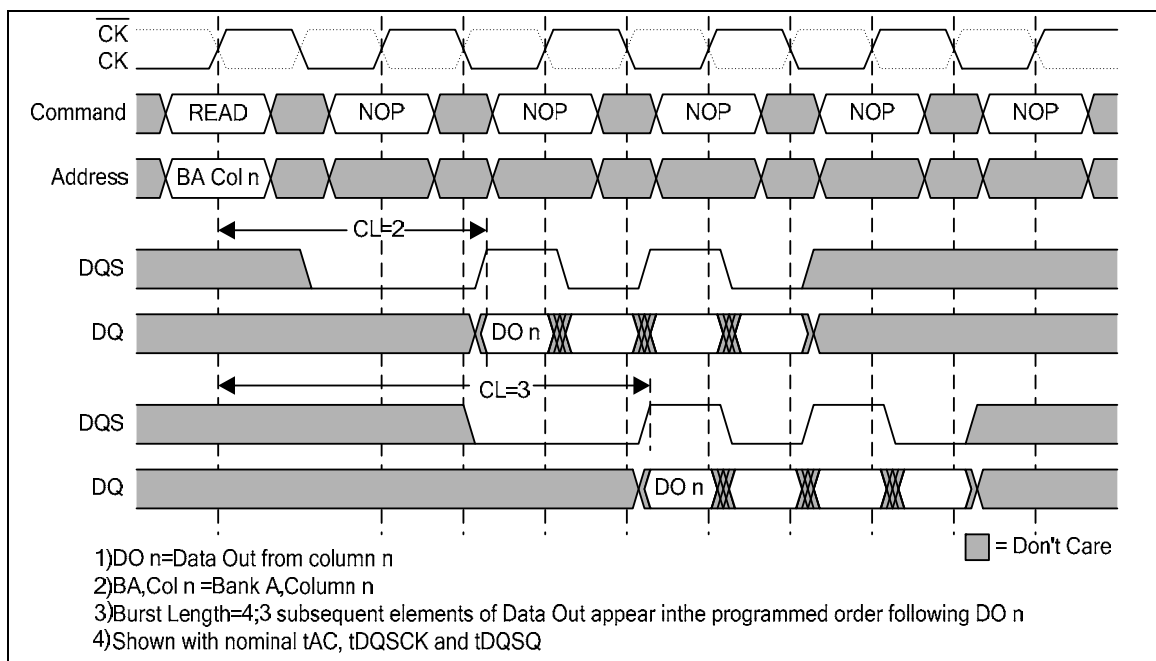 CK
CK
Command READ NOP NOP NOP NOP NOP
Address BA Col n
CL=2
DQS
DQ DO n
CL=3
DQS
DQ DO n
1)DO n=Data Out from column n
= Don't Care
2)BA,Col n =Bank A,Column n
3)Burst Length=4;3 subsequent elements of Data Out appear inthe programmed order following DO n
4)Shown with nominal tAC, tDQSCK and tDQSQ